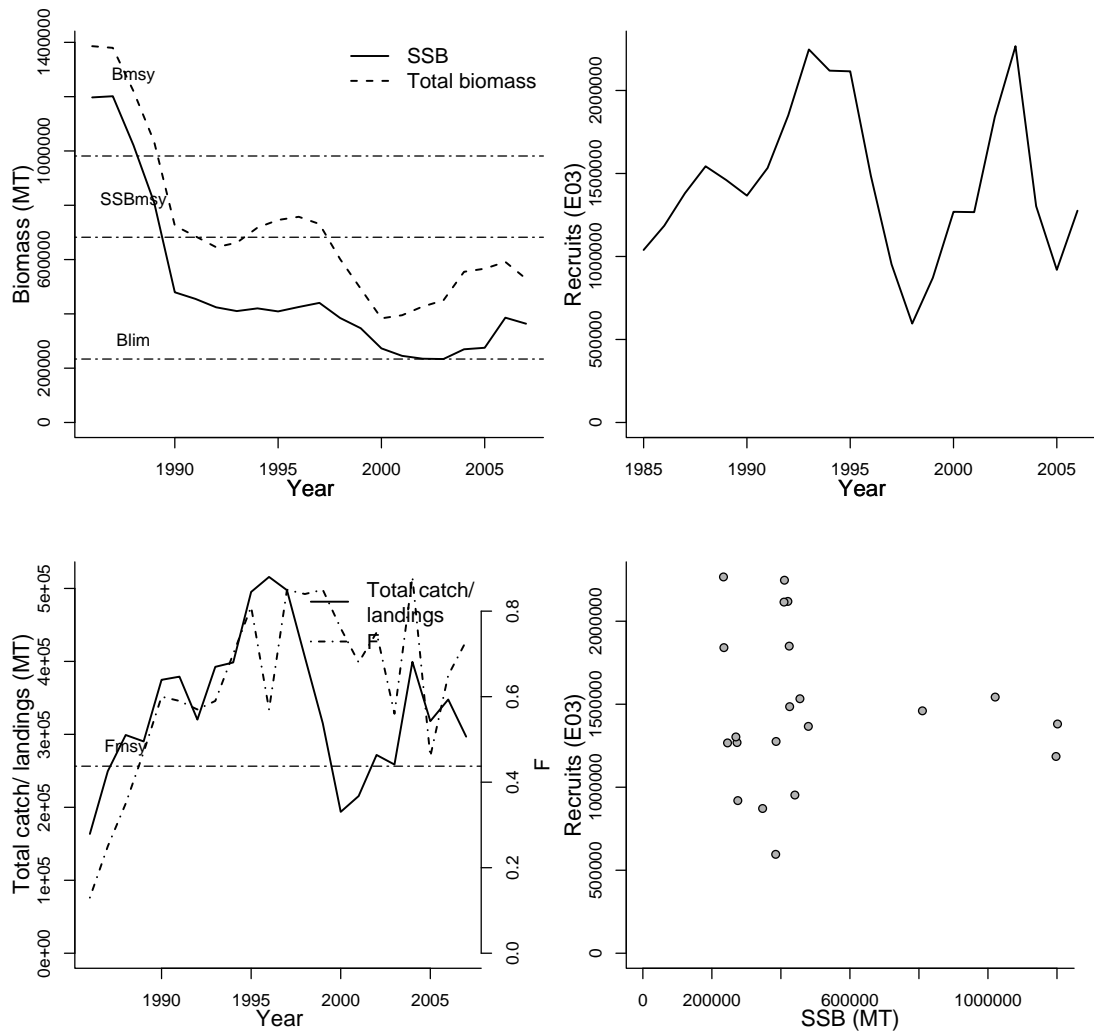 SSB
Total biomass
Bmsy
SSBmsy
Blim
Biomass (MT)
0
200000
600000
1000000
1400000
1990
1995
2000
2005
Year
Recruits (E03)
0
500000
1000000
1500000
2000000
1985
1990
1995
2000
2005
Year
Total catch/
landings
F
Fmsy
Total catch/ landings (MT)
0e+00
1e+05
2e+05
3e+05
4e+05
5e+05
0.0
0.2
0.4
0.6
0.8
F
1990
1995
2000
2005
Year
Recruits (E03)
0
500000
1000000
1500000
2000000
0
200000
600000
1000000
SSB (MT)